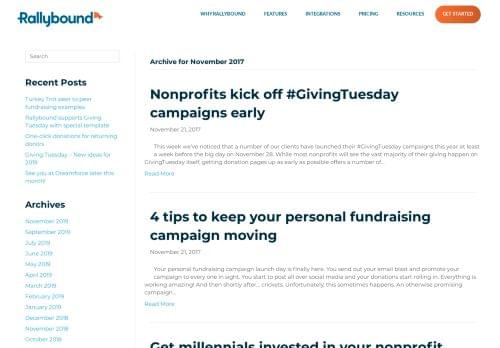 Rallybound
WHY RALLYBOUND
FEATURES
INTEGRATIONS
PRICING
RESOURCES
GET STARTED
Search
Recent Posts
Turkey Trot peer to peer
fundraising examples
Rallybound supports Giving
Tuesday with special template
One-click donations for returning
donors
Giving Tuesday – New ideas for
2019
See you at Dreamforce later this
month!
Archives
November 2019
September 2019
July 2019
June 2019
May 2019
April 2019
March 2019
February 2019
January 2019
December 2018
November 2018
October 2018
Archive for November 2017
Nonprofits kick off #GivingTuesday
campaigns early
November 21, 2017
This week we've noticed that a number of our clients have launched their #GivingTuesday campaigns this year at least
a week before the big day on November 28. While most nonprofits will see the vast majority of their giving happen on
GivingTuesday itself, getting donation pages up as early as possible offers a number of...
Read More
4 tips to keep your personal fundraising
campaign moving
November 21, 2017
Your personal fundraising campaign launch day is finally here. You send out your email blast and promote your
campaign to every one in sight. You start to post all over social media and your donations start rolling in. Everything is
working amazing! And then shortly after... crickets. Unfortunately, this sometimes happens. An otherwise promising
campaign...
Read More
Get millennials invested in your nonprofit